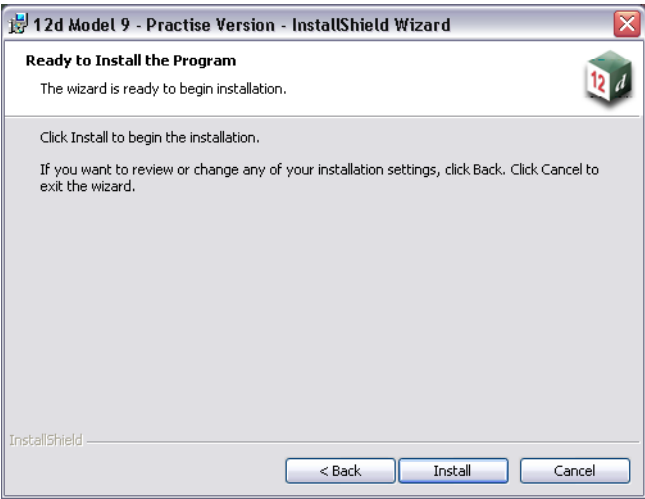 12d Model 9 - Practise Version - InstallShield Wizard
Ready to Install the Program
The wizard is ready to begin installation.
12 d
Click Install to begin the installation.
If you want to review or change any of your installation settings, click Back. Click Cancel to
exit the wizard.
InstallShield
< Back Install Cancel